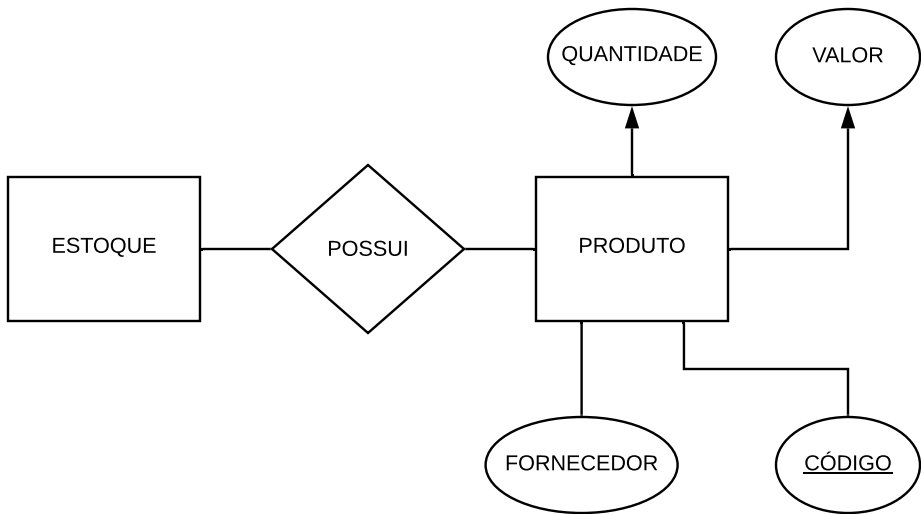 QUANTIDADE
VALOR
ESTOQUE
POSSUI
PRODUTO
FORNECEDOR
CÓDIGO